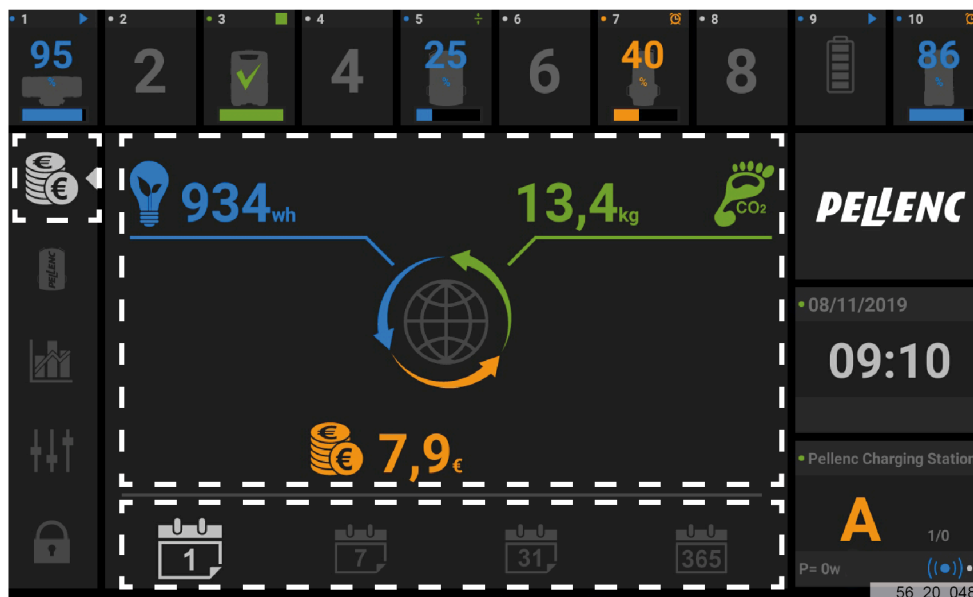 1 2 3 4 5 ÷ 6 7 8 9 10
95 % 2 4 25 % 6 40 % 8 86 %
€ €
934wh
13,4kg
CO₂
PELLENC
PELLENC
08/11/2019
09:10
€ € 7,9€
Pellenc Charging Station
A
1/0
1 7 31 365
P= 0w
56_20_048